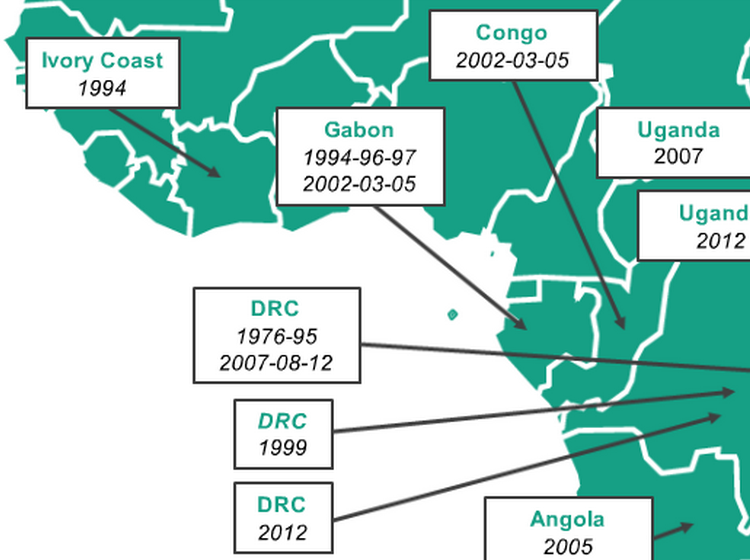 Congo
2002-03-05
Ivory Coast
1994
Gabon
1994-96-97
2002-03-05
Uganda
2007
Ugand
2012
DRC
1976-95
2007-08-12
DRC
1999
DRC
2012
Angola
2005